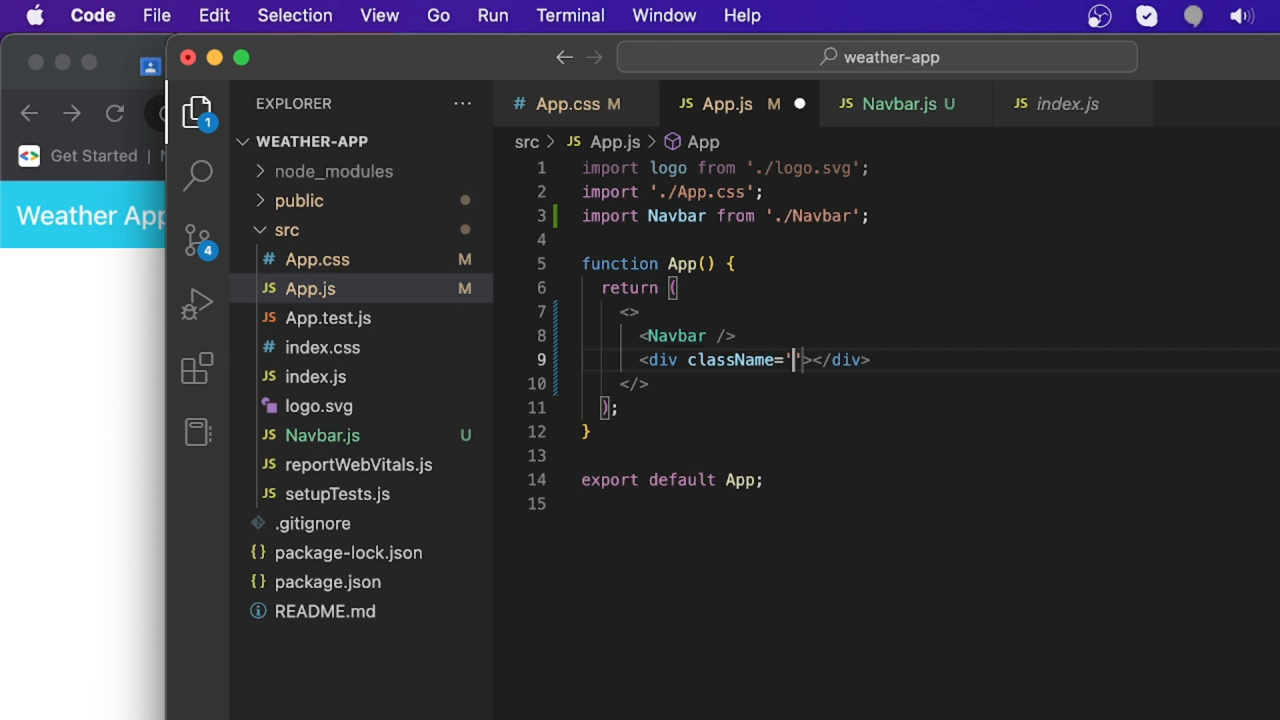 Code File Edit Selection View Go Run Terminal Window Help
weather-app
EXPLORER
App.css M
App.js M
Navbar.js U
index.js
1
Get Started
Weather App
WEATHER-APP
node_modules
public
src
App.css M
App.js M
App.test.js
index.css
index.js
logo.svg
Navbar.js U
reportWebVitals.js
setupTests.js
.gitignore
package-lock.json
package.json
README.md
4
src > JS App.js > App
1 import logo from './logo.svg';
2 import './App.css';
3 import Navbar from './Navbar';
4
5 function App() {
6 return (
7 <>
8 <Navbar />
9 <div className=''></div>
10 </>
11 );
12 }
13
14 export default App;
15